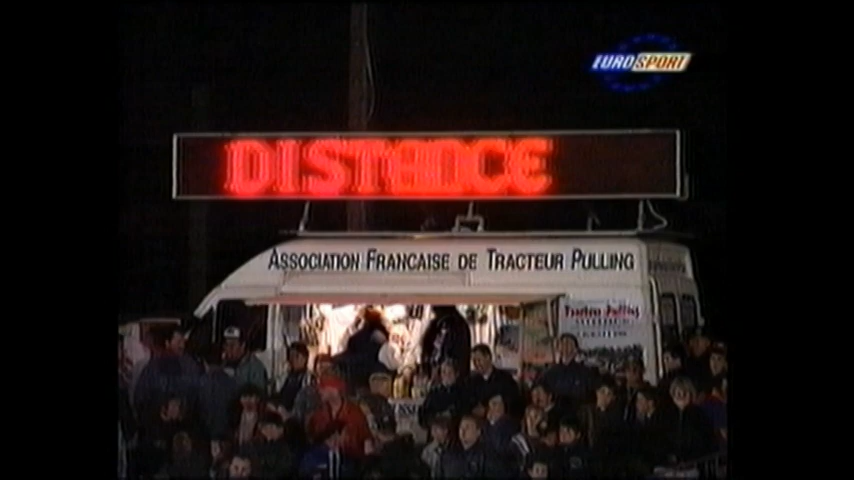 EUROSPORT
DISTANCE
ASSOCIATION FRANCAISE DE TRACTEUR PULLING
Tracteur Pulling